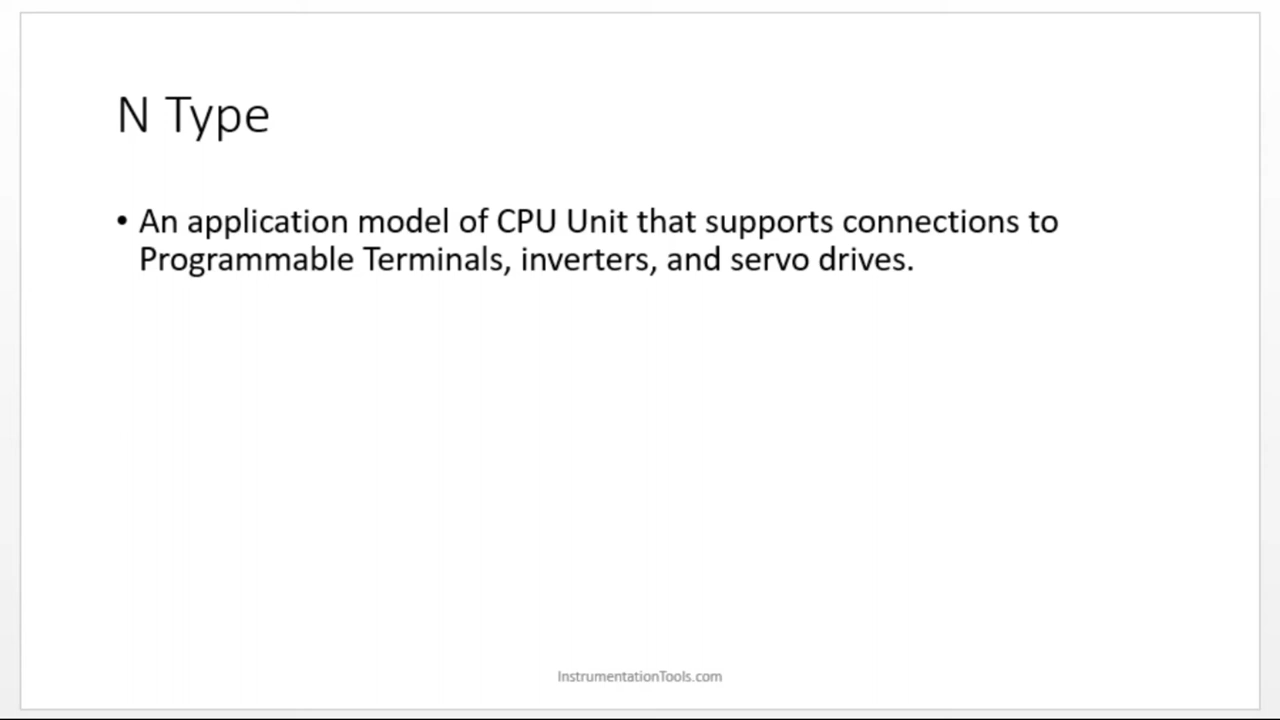 N Type
• An application model of CPU Unit that supports connections to
Programmable Terminals, inverters, and servo drives.
InstrumentationTools.com